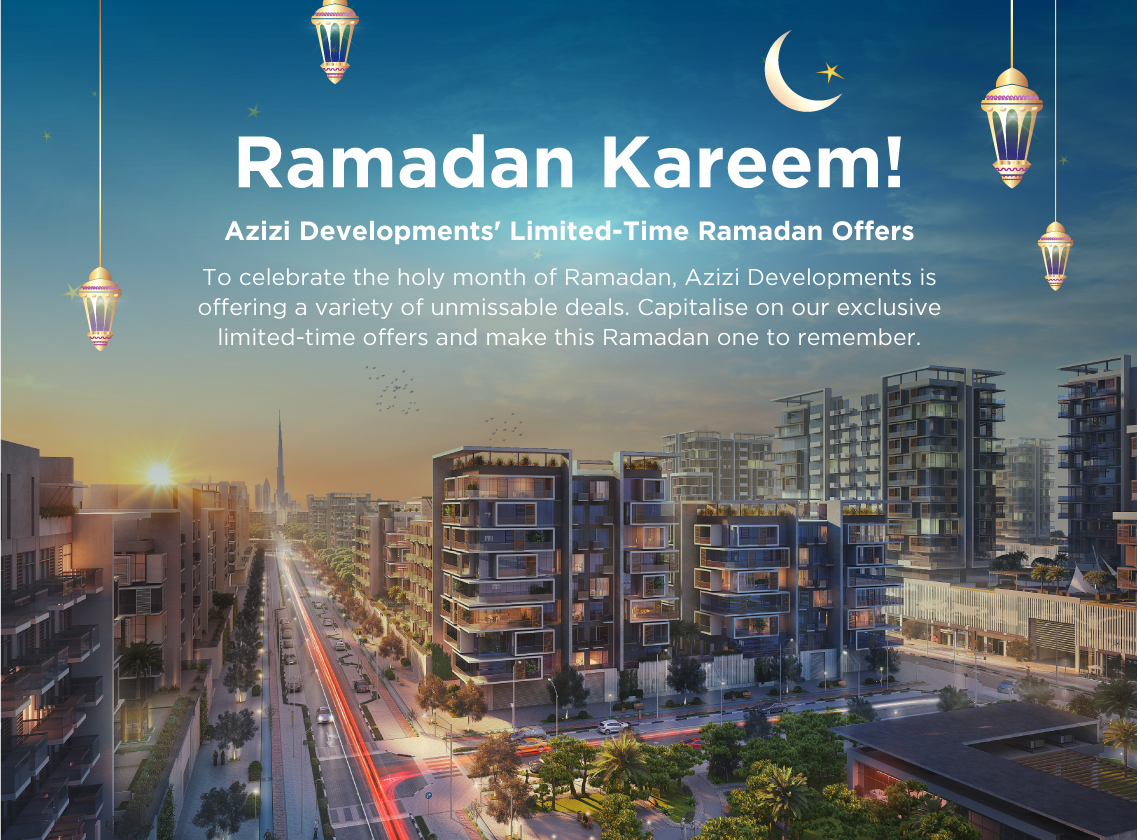 Ramadan Kareem!
Azizi Developments' Limited-Time Ramadan Offers
To celebrate the holy month of Ramadan, Azizi Developments is
offering a variety of unmissable deals. Capitalise on our exclusive
limited-time offers and make this Ramadan one to remember.